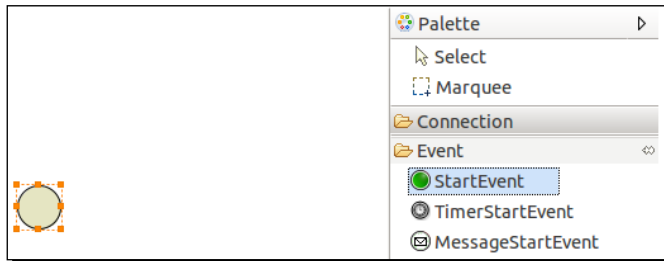 Palette
Select
Marquee
Connection
Event
StartEvent
TimerStartEvent
MessageStartEvent